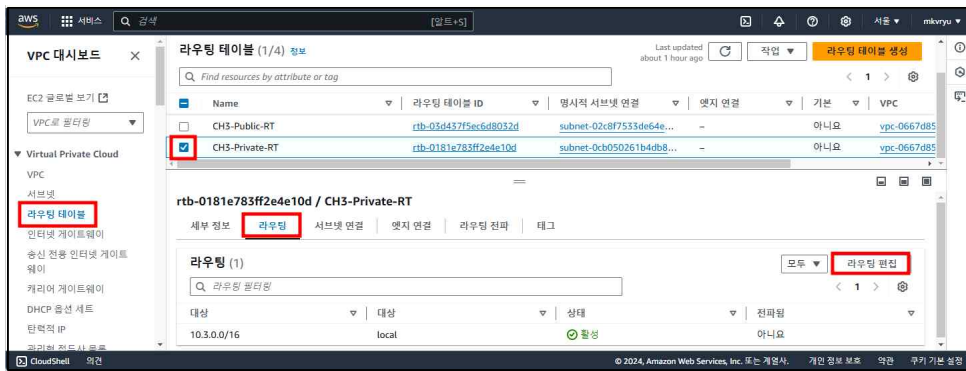 aws 서비스 검색 [알트+S] 서울 ▼ mkvryu ▼
VPC 대시보드 ×
EC2 글로벌 보기
VPC로 필터링 ▼
▼ Virtual Private Cloud
VPC
서브넷
라우팅 테이블
인터넷 게이트웨이
송신 전용 인터넷 게이트
웨이
캐리어 게이트웨이
DHCP 옵션 세트
탄력적 IP
관리형 접두사 목록
라우팅 테이블 (1/4) 정보
Last updated
about 1 hour ago
작업 ▼
라우팅 테이블 생성
Find resources by attribute or tag
< 1 >
Name 라우팅 테이블 ID 명시적 서브넷 연결 엣지 연결 기본 VPC
CH3-Public-RT rtb-03d437f5ec6d8032d subnet-02c8f7533de64e... – 아니요 vpc-0667d85
CH3-Private-RT rtb-0181e783ff2e4e10d subnet-0cb050261b4db8... – 아니요 vpc-0667d85
rtb-0181e783ff2e4e10d / CH3-Private-RT
세부 정보 라우팅 서브넷 연결 엣지 연결 라우팅 전파 태그
라우팅 (1)
모두 ▼
라우팅 편집
라우팅 필터링
< 1 >
대상 대상 상태 전파됨
10.3.0.0/16 local 활성 아니요
CloudShell 의견 © 2024, Amazon Web Services, Inc. 또는 계열사. 개인 정보 보호 약관 쿠키 기본 설정